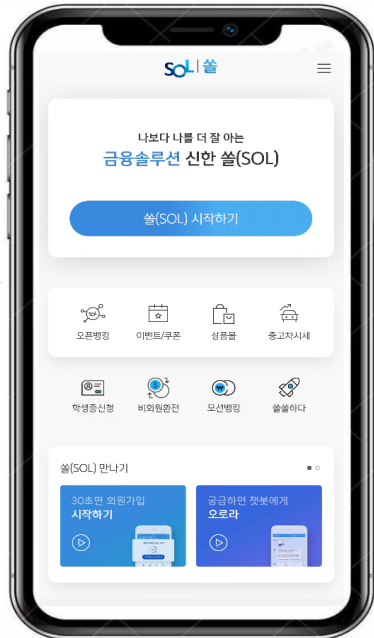 SOL | 쏠
나보다 나를 더 잘 아는
금융솔루션 신한 쏠(SOL)
쏠(SOL) 시작하기
오픈뱅킹 이벤트/쿠폰 상품몰 중고차시세
학생증신청 비회원환전 모션뱅킹 쏠쏠하다
쏠(SOL) 만나기
30초면 회원가입
시작하기
궁금하면 챗봇에게
오로라